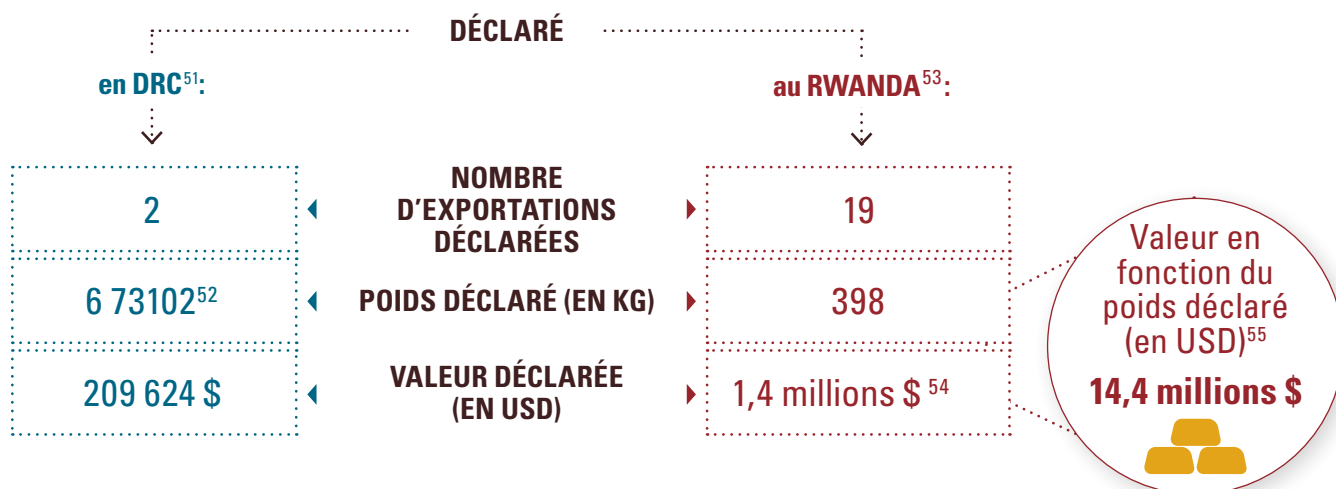 DÉCLARÉ
en DRC⁵¹:
au RWANDA⁵³:
2
NOMBRE
D'EXPORTATIONS
DÉCLARÉES
19
6 73102⁵²
POIDS DÉCLARÉ (EN KG)
398
209 624 $
VALEUR DÉCLARÉE
(EN USD)
1,4 millions $ ⁵⁴
Valeur en
fonction du
poids déclaré
(en USD)⁵⁵
14,4 millions $